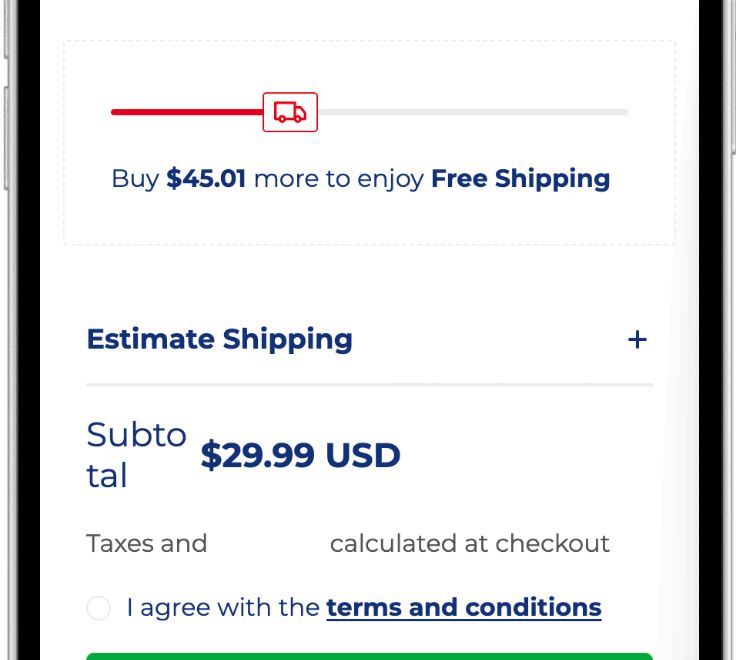 Buy $45.01 more to enjoy Free Shipping
Estimate Shipping +
Subto
tal
$29.99 USD
Taxes and calculated at checkout
I agree with the terms and conditions